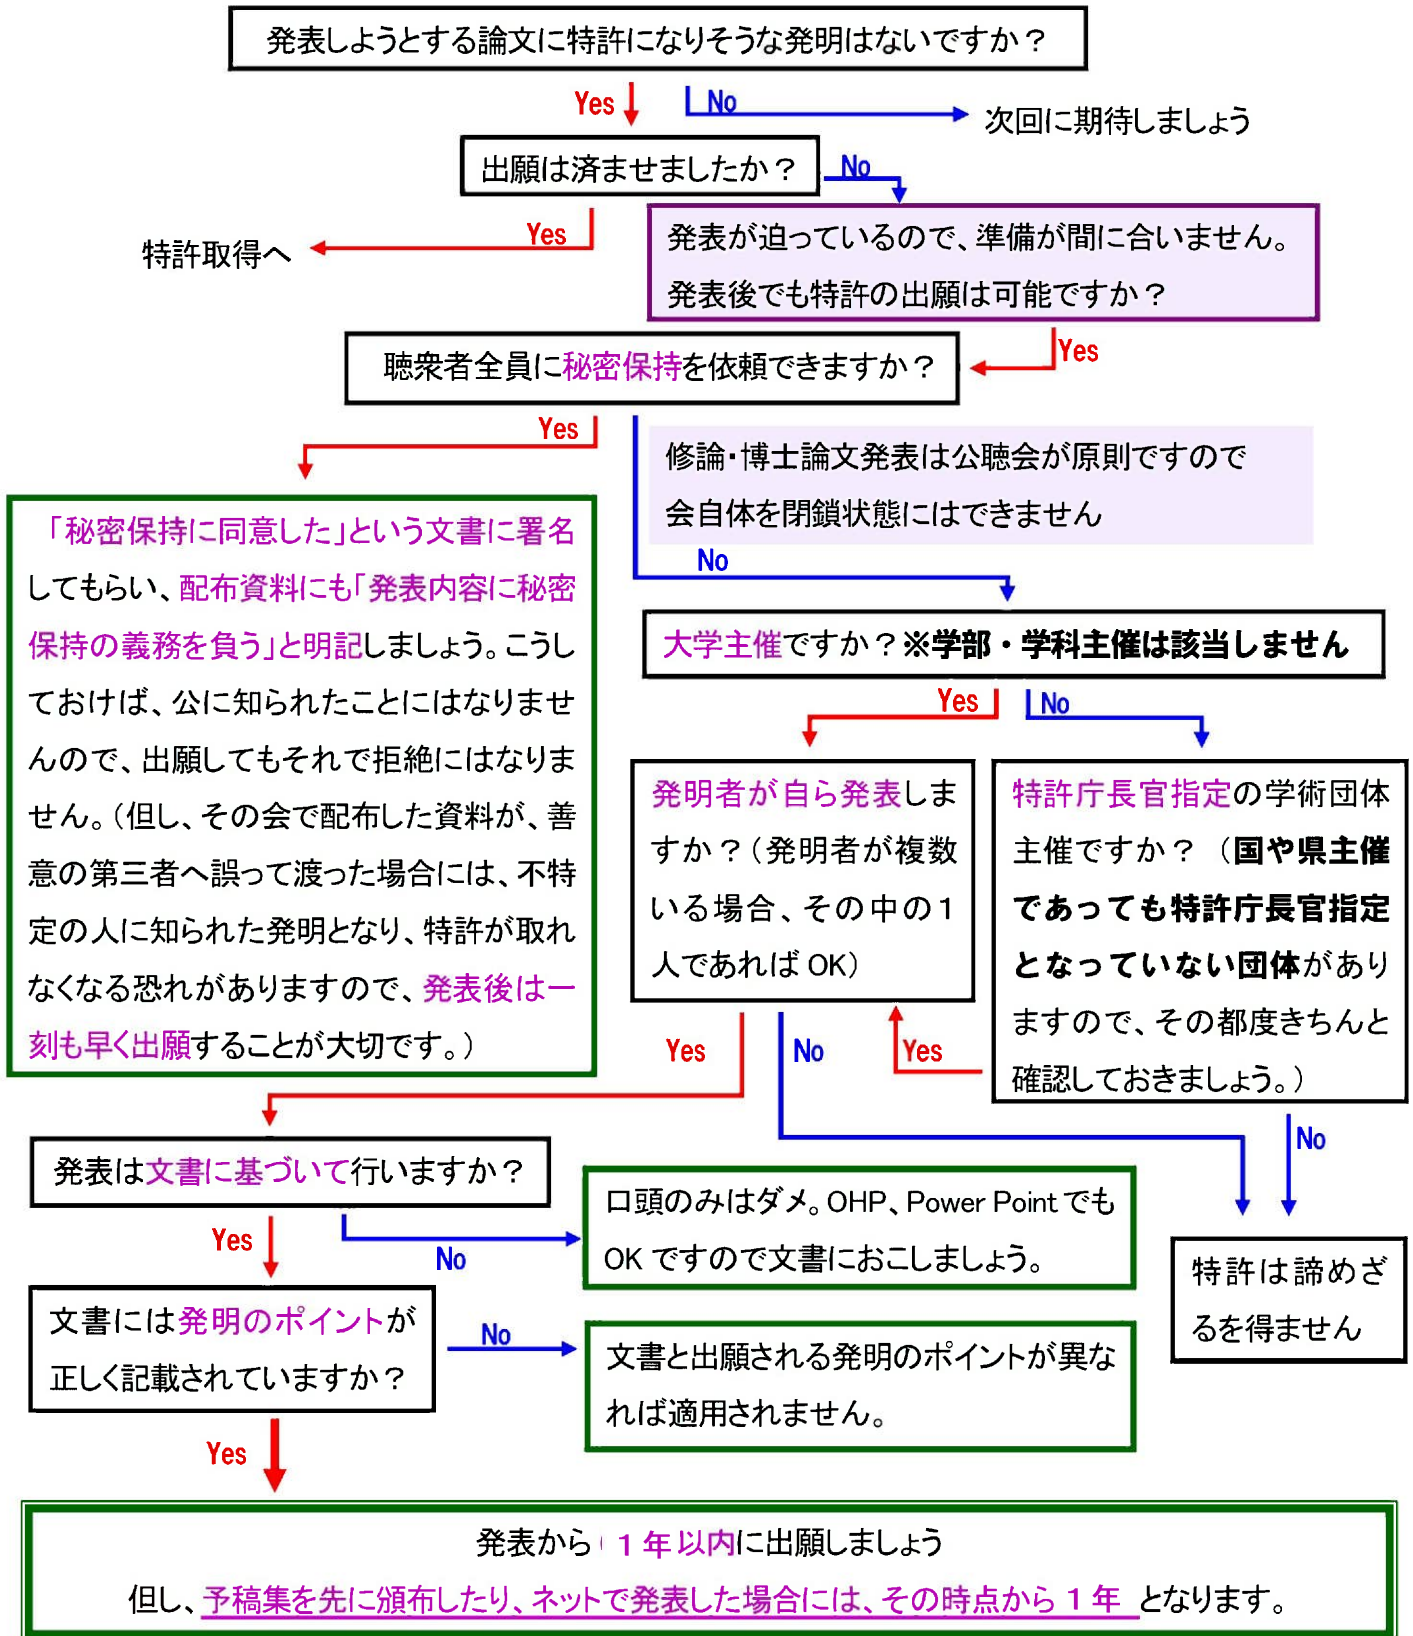 発表しようとする論文に特許になりそうな発明はないですか？
Yes
No
次回に期待しましょう
出願は済ませましたか？
No
Yes
特許取得へ
発表が迫っているので、準備が間に合いません。
発表後でも特許の出願は可能ですか？
Yes
聴衆者全員に秘密保持を依頼できますか？
Yes
修論・博士論文発表は公聴会が原則ですので
会自体を閉鎖状態にはできません
No
「秘密保持に同意した」という文書に署名
してもらい、配布資料にも「発表内容に秘密
保持の義務を負う」と明記しましょう。こうし
ておけば、公に知られたことにはなりませ
んので、出願してもそれで拒絶にはなりま
せん。（但し、その会で配布した資料が、善
意の第三者へ誤って渡った場合には、不特
定の人に知られた発明となり、特許が取れ
なくなる恐れがありますので、発表後は一
刻も早く出願することが大切です。）
大学主催ですか？※学部・学科主催は該当しません
Yes
No
発明者が自ら発表しま
すか？（発明者が複数
いる場合、その中の１
人であれば OK）
特許庁長官指定の学術団体
主催ですか？（国や県主催
であっても特許庁長官指定
となっていない団体があり
ますので、その都度きちんと
確認しておきましょう。）
Yes
No
Yes
No
発表は文書に基づいて行いますか？
口頭のみはダメ。OHP、Power Point でも
OK ですので文書におこしましょう。
Yes
No
特許は諦めざ
るを得ません
文書には発明のポイントが
正しく記載されていますか？
No
文書と出願される発明のポイントが異な
れば適用されません。
Yes
発表から １年以内に出願しましょう
但し、予稿集を先に頒布したり、ネットで発表した場合には、その時点から１年 となります。